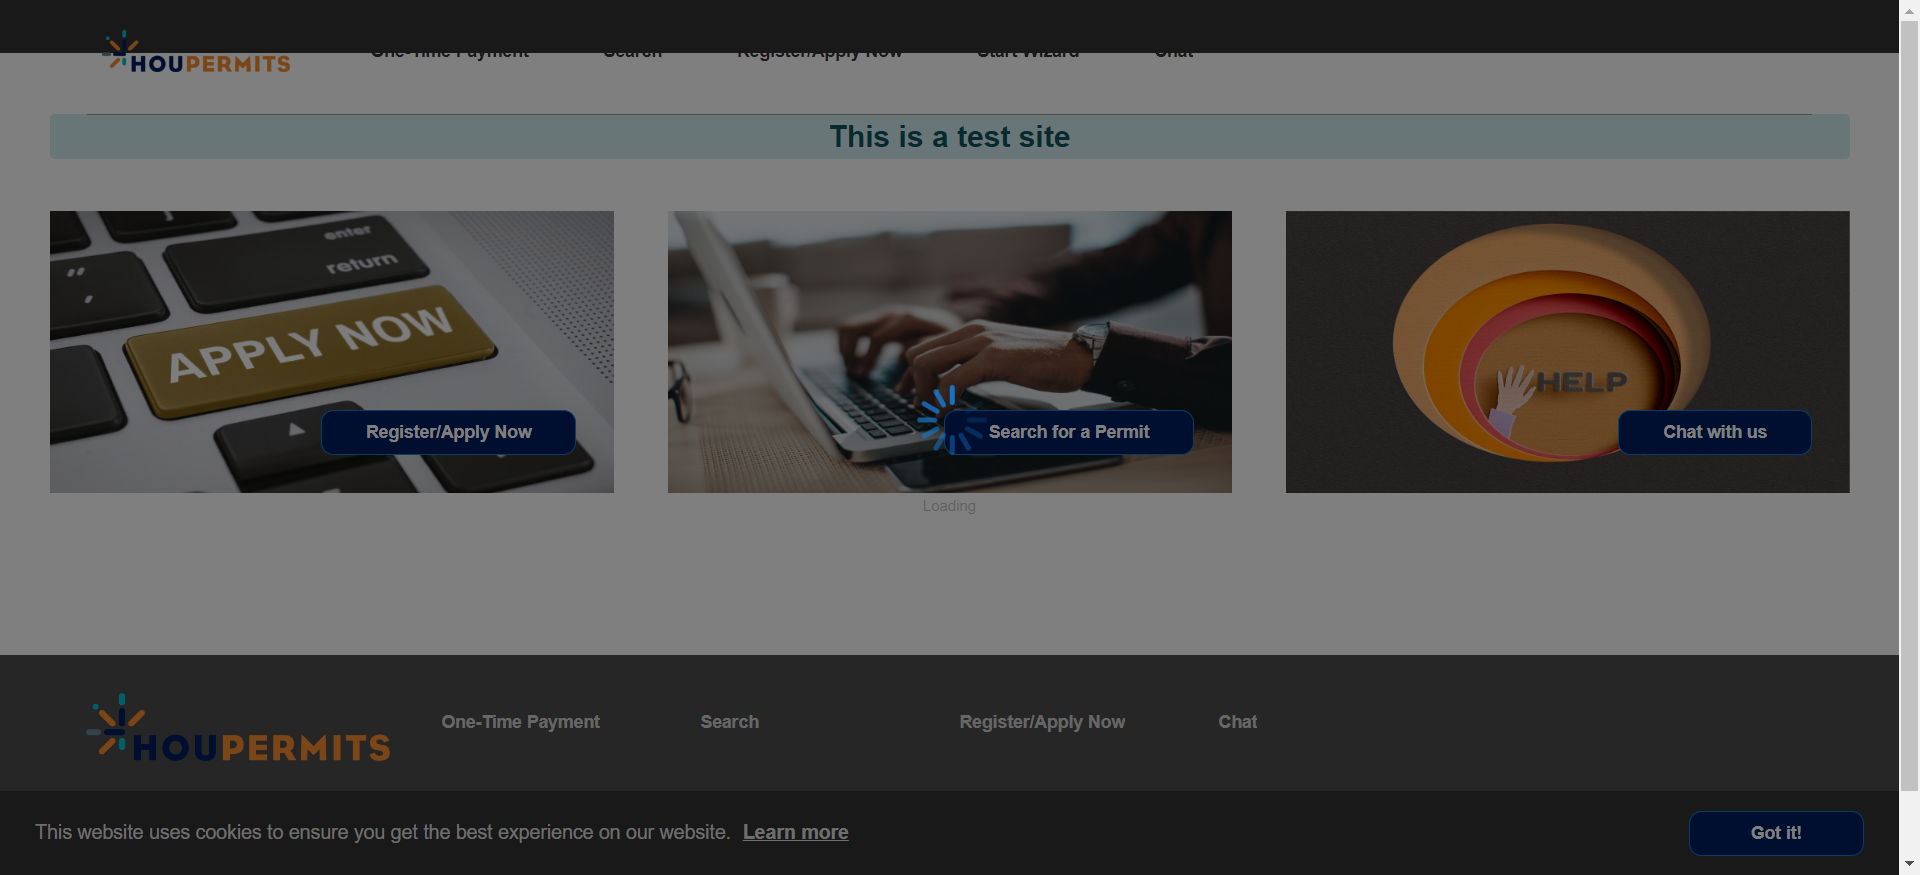 HOUPERMITS
One-Time Payment
Search
Register/Apply Now
Start Wizard
Chat
This is a test site
enter
return
APPLY NOW
Register/Apply Now
Search for a Permit
HELP
Chat with us
Loading
HOUPERMITS
One-Time Payment
Search
Register/Apply Now
Chat
This website uses cookies to ensure you get the best experience on our website. Learn more
Got it!